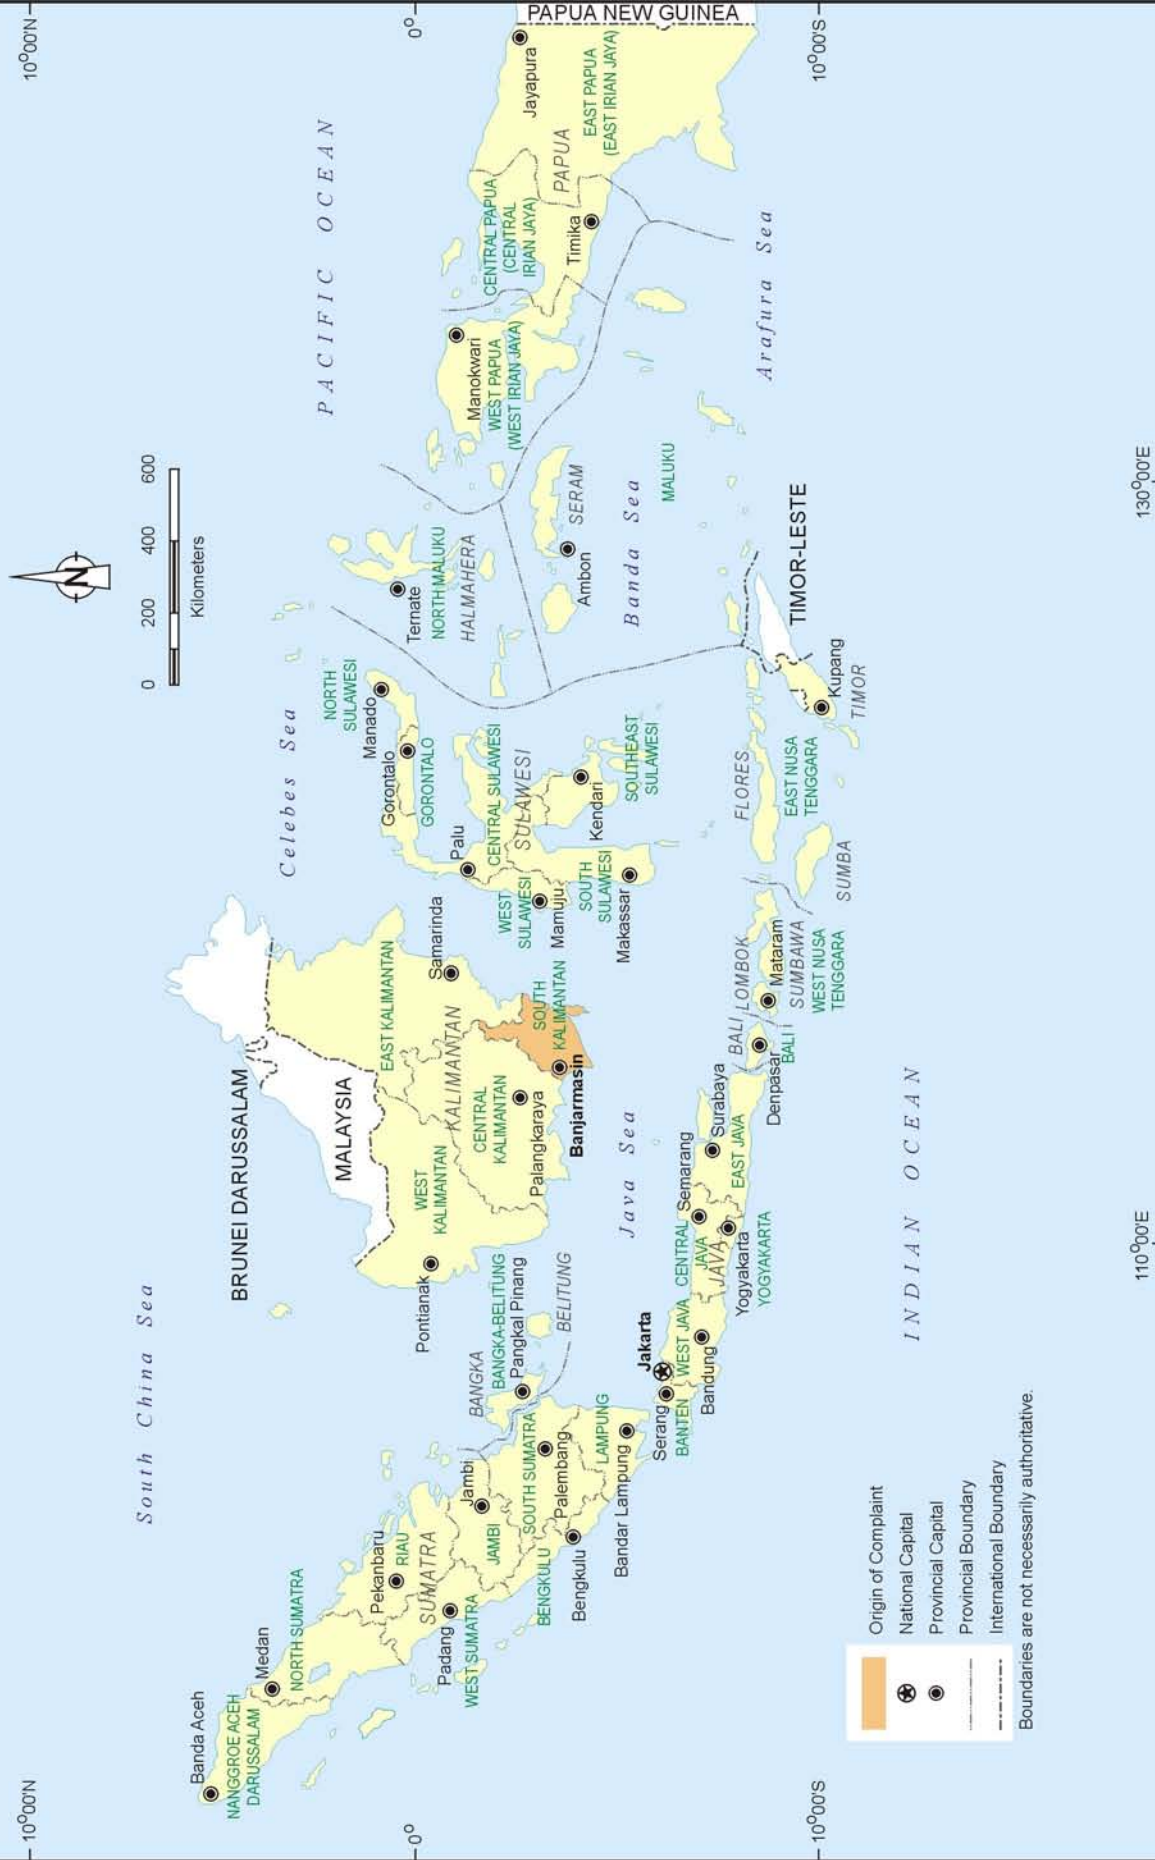 10°00'N
0°
10°00'S
10°00'N
0°
10°00'S
110°00'E
130°00'E
N
0
200
400
600
Kilometers
PACIFIC OCEAN
South China Sea
Celebes Sea
Java Sea
Banda Sea
Arafura Sea
INDIAN OCEAN
BRUNEI DARUSSALAM
MALAYSIA
TIMOR-LESTE
PAPUA NEW GUINEA
Banda Aceh
NANGGROE ACEH
DARUSSALAM
Medan
NORTH SUMATRA
Pekanbaru
RIAU
SUMATRA
Padang
WEST SUMATRA
Jambi
JAMBI
BENGKULU
Bengkulu
SOUTH SUMATRA
Palembang
LAMPUNG
Bandar Lampung
BANGKA
BANGKA-BELITUNG
Pangkal Pinang
BELITUNG
Pontianak
WEST
KALIMANTAN
KALIMANTAN
CENTRAL
KALIMANTAN
Palangkaraya
Banjarmasin
EAST KALIMANTAN
Samarinda
SOUTH
KALIMANTAN
Jakarta
Serang
BANTEN
WEST JAVA
Bandung
CENTRAL
JAVA
JAVA
Semarang
Yogyakarta
YOGYAKARTA
Surabaya
EAST JAVA
Denpasar
BALI
BALI
LOMBOK
Mataram
SUMBAWA
WEST NUSA
TENGGARA
SUMBA
FLORES
EAST NUSA
TENGGARA
Kupang
TIMOR
NORTH
SULAWESI
Manado
Gorontalo
GORONTALO
Palu
CENTRAL SULAWESI
SULAWESI
WEST
SULAWESI
Mamuju
SOUTH
SULAWESI
Makassar
Kendari
SOUTHEAST
SULAWESI
Ternate
NORTH MALUKU
HALMAHERA
SERAM
Ambon
MALUKU
Manokwari
WEST PAPUA
(WEST IRIAN JAYA)
CENTRAL PAPUA
(CENTRAL
IRIAN JAYA)
Timika
PAPUA
Jayapura
EAST PAPUA
(EAST IRIAN JAYA)
Origin of Complaint
National Capital
Provincial Capital
Provincial Boundary
International Boundary
Boundaries are not necessarily authoritative.